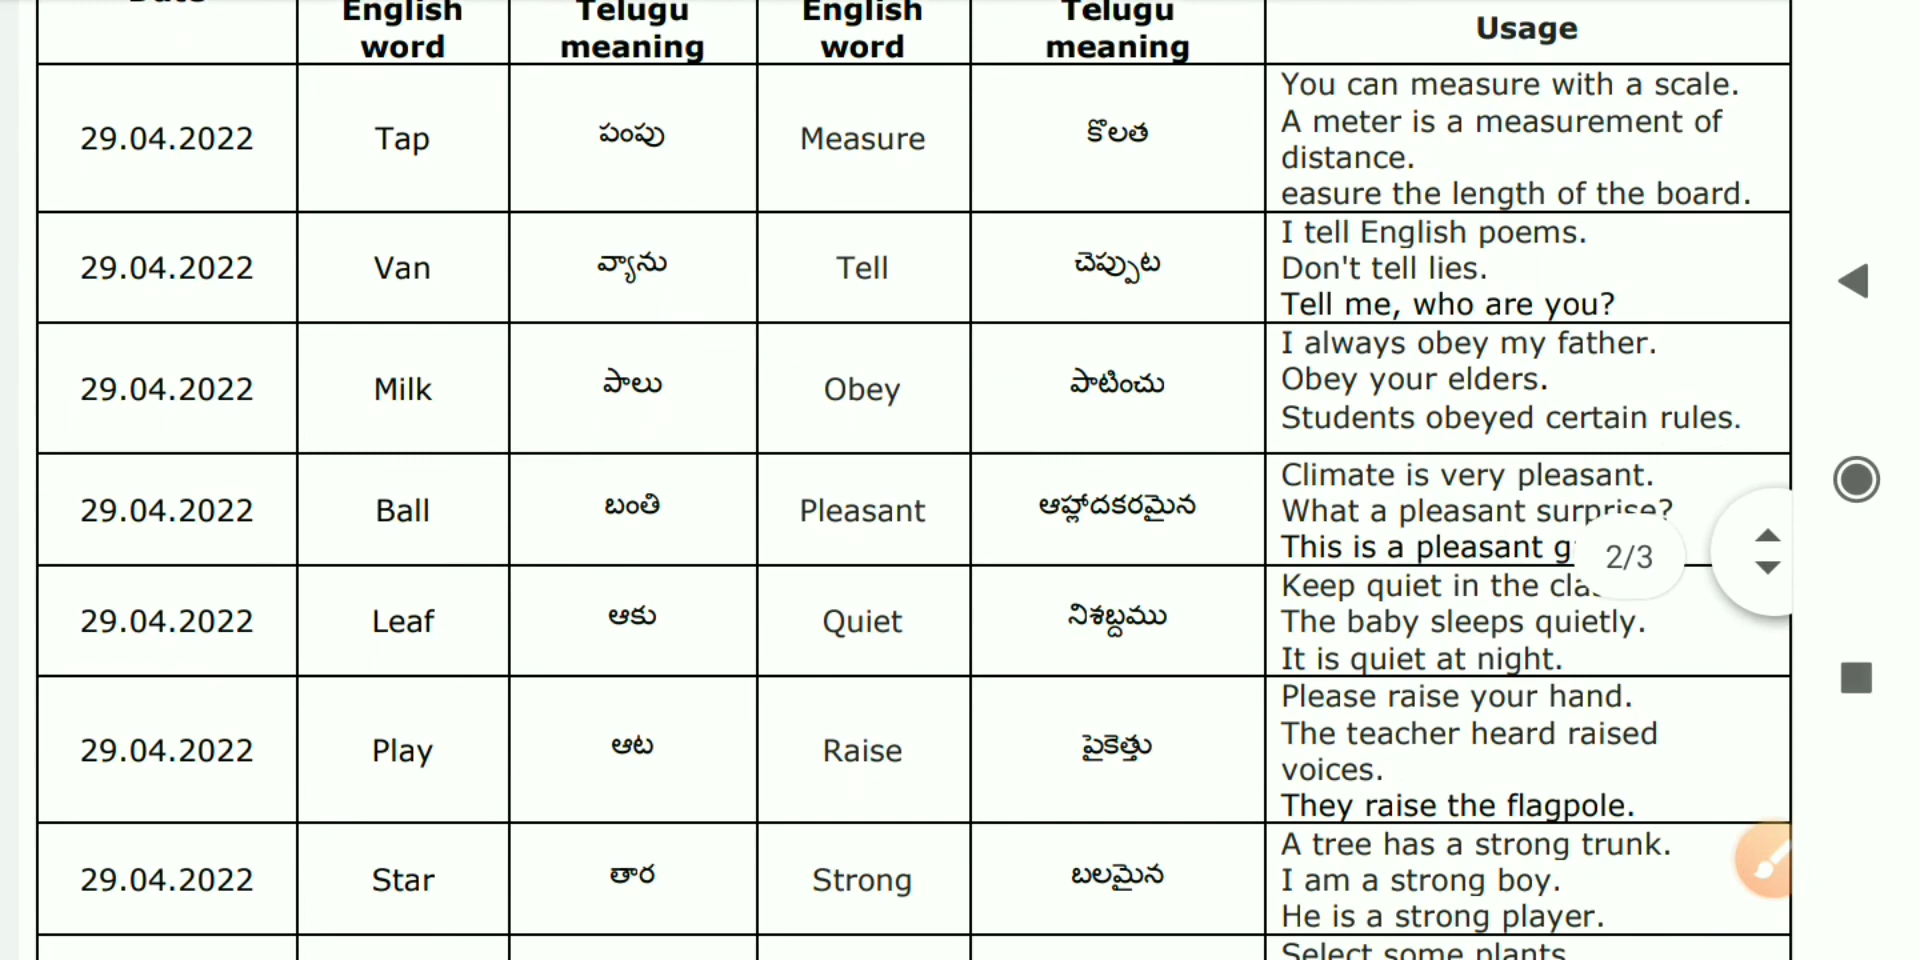 English word
Telugu meaning
English word
Telugu meaning
Usage
29.04.2022
Tap
పంపు
Measure
కొలత
You can measure with a scale.
A meter is a measurement of
distance.
easure the length of the board.
29.04.2022
Van
వ్యాను
Tell
చెప్పుట
I tell English poems.
Don't tell lies.
Tell me, who are you?
29.04.2022
Milk
పాలు
Obey
పాటించు
I always obey my father.
Obey your elders.
Students obeyed certain rules.
29.04.2022
Ball
బంతి
Pleasant
ఆహ్లాదకరమైన
Climate is very pleasant.
What a pleasant surprise?
This is a pleasant
2/3
29.04.2022
Leaf
ఆకు
Quiet
నిశబ్దము
Keep quiet in the
The baby sleeps quietly.
It is quiet at night.
29.04.2022
Play
ఆట
Raise
పైకెత్తు
Please raise your hand.
The teacher heard raised
voices.
They raise the flagpole.
29.04.2022
Star
తార
Strong
బలమైన
A tree has a strong trunk.
I am a strong boy.
He is a strong player.
Select some plants